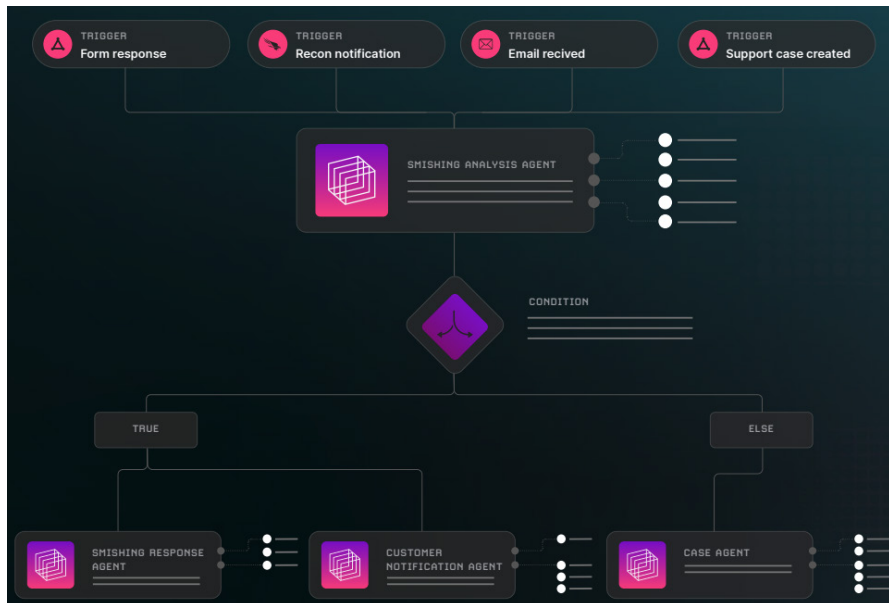 TRIGGER
Form response
TRIGGER
Recon notification
TRIGGER
Email recived
TRIGGER
Support case created
SMISHING ANALYSIS AGENT
CONDITION
TRUE
ELSE
SMISHING RESPONSE
AGENT
CUSTOMER
NOTIFICATION AGENT
CASE AGENT